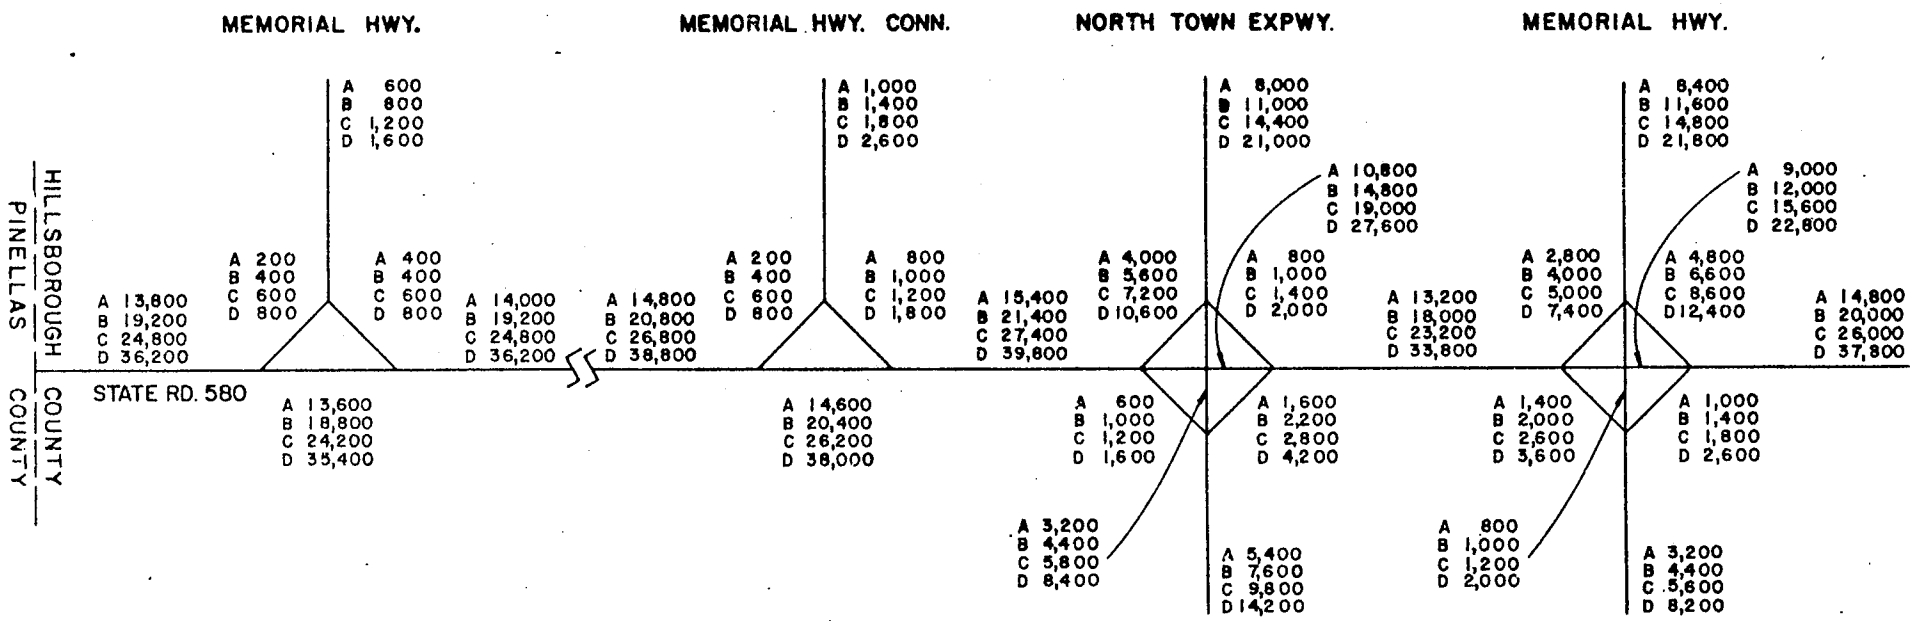 MEMORIAL HWY.
MEMORIAL HWY. CONN.
NORTH TOWN EXPWY.
MEMORIAL HWY.
HILLSBOROUGH COUNTY
PINELLAS COUNTY
STATE RD. 580
A 600
B 800
C 1,200
D 1,600
A 200
B 400
C 600
D 800
A 400
B 400
C 600
D 800
A 13,800
B 19,200
C 24,800
D 36,200
A 14,000
B 19,200
C 24,800
D 36,200
A 13,600
B 18,800
C 24,200
D 35,400
A 1,000
B 1,400
C 1,800
D 2,600
A 200
B 400
C 600
D 800
A 800
B 1,000
C 1,200
D 1,800
A 14,800
B 20,800
C 26,800
D 38,800
A 15,400
B 21,400
C 27,400
D 39,800
A 14,600
B 20,400
C 26,200
D 38,000
A 8,000
B 11,000
C 14,400
D 21,000
A 10,800
B 14,800
C 19,000
D 27,600
A 4,000
B 5,600
C 7,200
D 10,600
A 800
B 1,000
C 1,400
D 2,000
A 600
B 1,000
C 1,200
D 1,600
A 1,600
B 2,200
C 2,800
D 4,200
A 3,200
B 4,400
C 5,800
D 8,400
A 5,400
B 7,600
C 9,800
D 14,200
A 13,200
B 18,000
C 23,200
D 33,800
A 8,400
B 11,600
C 14,800
D 21,800
A 9,000
B 12,000
C 15,600
D 22,800
A 2,800
B 4,000
C 5,000
D 7,400
A 4,800
B 6,600
C 8,600
D 12,400
A 14,800
B 20,000
C 26,000
D 37,800
A 1,400
B 2,000
C 2,600
D 3,600
A 1,000
B 1,400
C 1,800
D 2,600
A 800
B 1,000
C 1,200
D 2,000
A 3,200
B 4,400
C 5,600
D 8,200